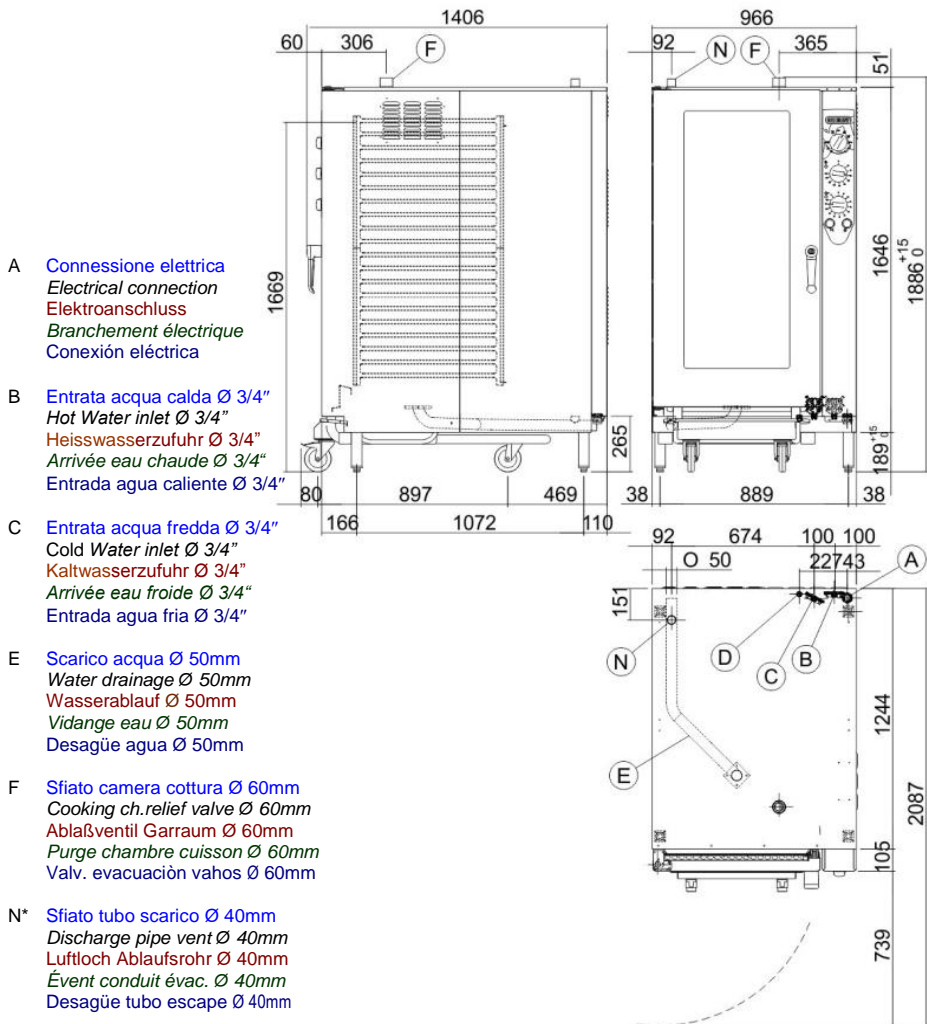 1406
60 306 F
1669
80 897 469
166 1072 110
265
966
92 N F 365
51
1646
1886 +15 0
189 +15 0
38 889 38
92 674 100 100
O 50 22743 A
151
N D C B
E
1244
2087
105
739
A Connessione elettrica
Electrical connection
Elektroanschluss
Branchement électrique
Conexión eléctrica
B Entrata acqua calda Ø 3/4″
Hot Water inlet Ø 3/4”
Heisswasserzufuhr Ø 3/4”
Arrivée eau chaude Ø 3/4“
Entrada agua caliente Ø 3/4″
C Entrata acqua fredda Ø 3/4″
Cold Water inlet Ø 3/4”
Kaltwasserzufuhr Ø 3/4”
Arrivée eau froide Ø 3/4“
Entrada agua fria Ø 3/4″
E Scarico acqua Ø 50mm
Water drainage Ø 50mm
Wasserablauf Ø 50mm
Vidange eau Ø 50mm
Desagüe agua Ø 50mm
F Sfiato camera cottura Ø 60mm
Cooking ch.relief valve Ø 60mm
Ablaßventil Garraum Ø 60mm
Purge chambre cuisson Ø 60mm
Valv. evacuaciòn vahos Ø 60mm
N* Sfiato tubo scarico Ø 40mm
Discharge pipe vent Ø 40mm
Luftloch Ablaufsrohr Ø 40mm
Évent conduit évac. Ø 40mm
Desagüe tubo escape Ø 40mm